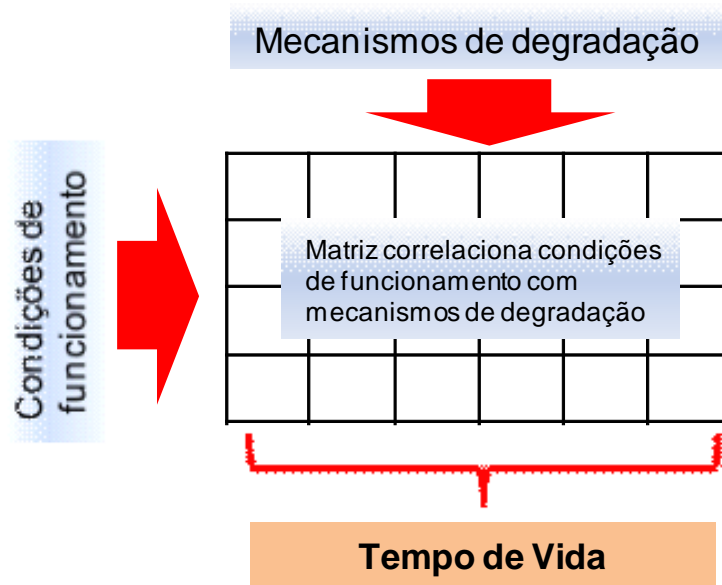 Mecanismos de degradação
Condições de
funcionamento
Matriz correlaciona condições
de funcionamento com
mecanismos de degradação
Tempo de Vida